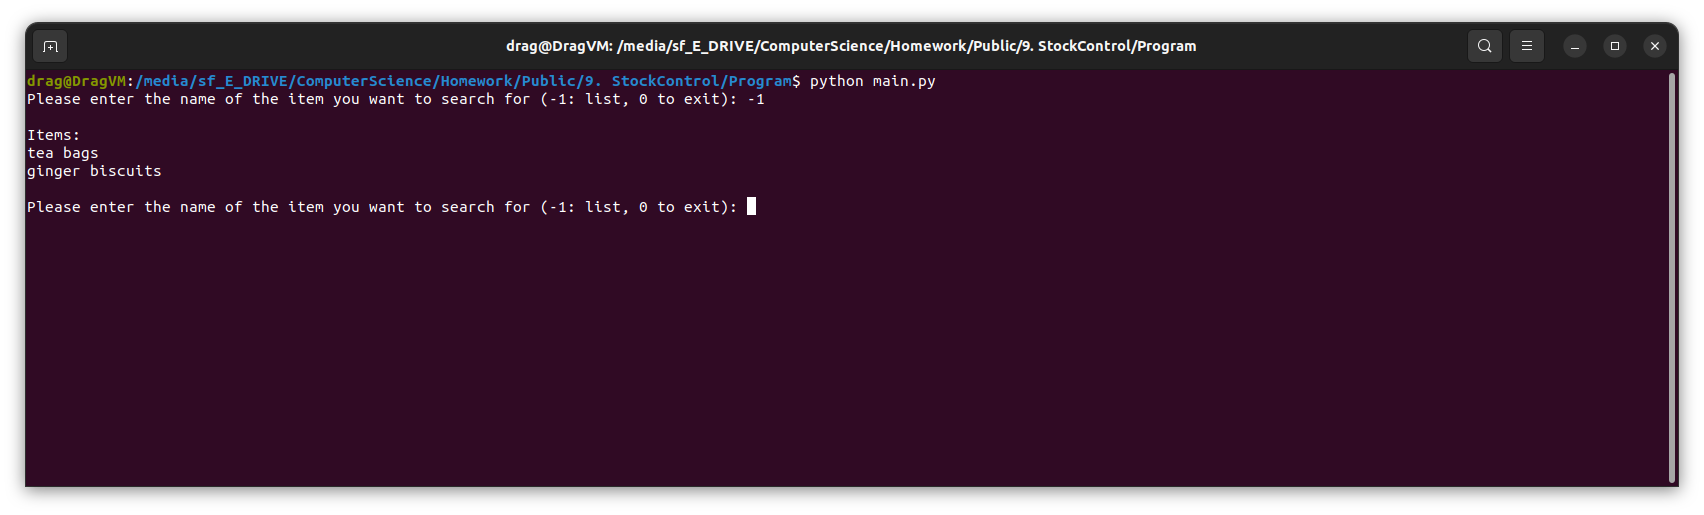 drag@DragVM: /media/sf_E_DRIVE/ComputerScience/Homework/Public/9. StockControl/Program
drag@DragVM:/media/sf_E_DRIVE/ComputerScience/Homework/Public/9. StockControl/Program$ python main.py
Please enter the name of the item you want to search for (-1: list, 0 to exit): -1
Items:
tea bags
ginger biscuits
Please enter the name of the item you want to search for (-1: list, 0 to exit):